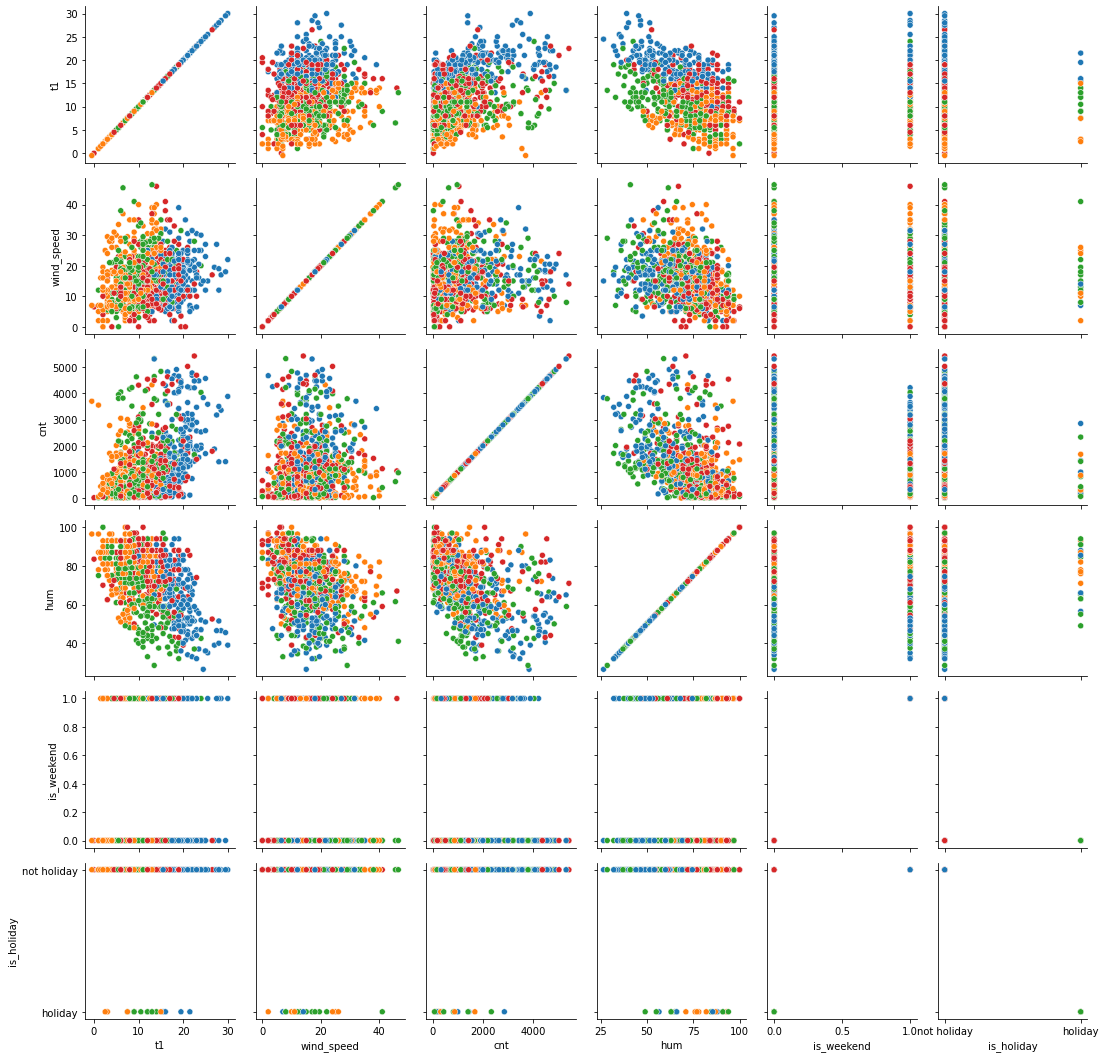 30
25
20
15
10
5
0
t1
40
30
20
10
0
wind_speed
5000
4000
3000
2000
1000
0
cnt
100
80
60
40
hum
1.0
0.8
0.6
0.4
0.2
0.0
is_weekend
not holiday
holiday
is_holiday
0 10 20 30
t1
0 20 40
wind_speed
0 2000 4000
cnt
25 50 75 100
hum
0.0 0.5 1.0
is_weekend
not holiday holiday
is_holiday